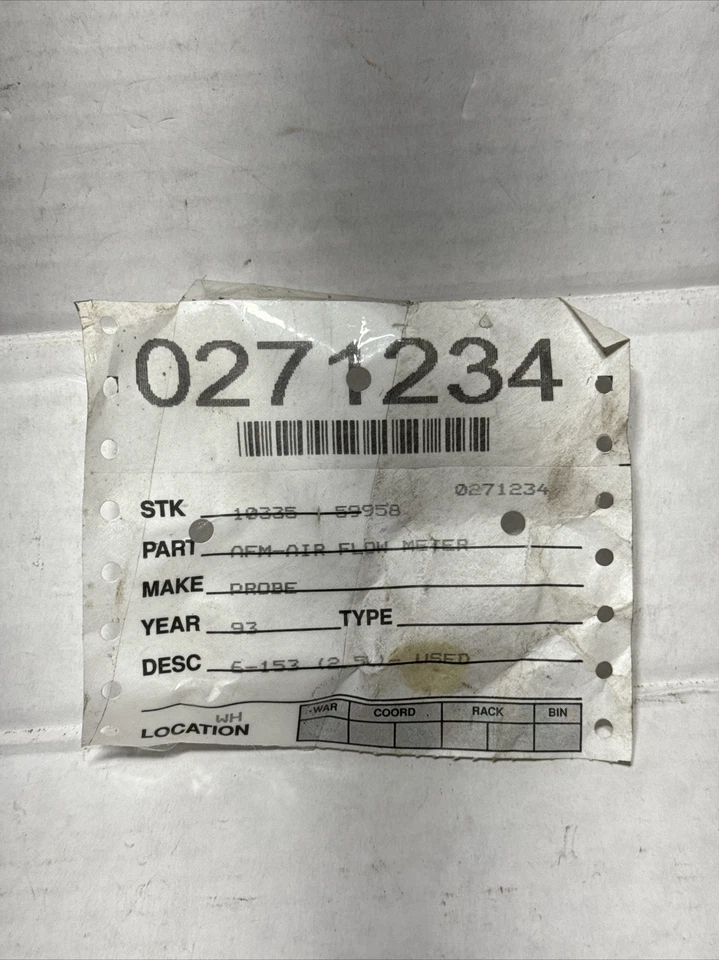 0271234
0271234
STK 10335 59958
PART AFM-AIR FLOW METER
MAKE PROBE
YEAR 93 TYPE
DESC 6-153 (2.5L)- USED
WH
LOCATION
WAR COORD RACK BIN